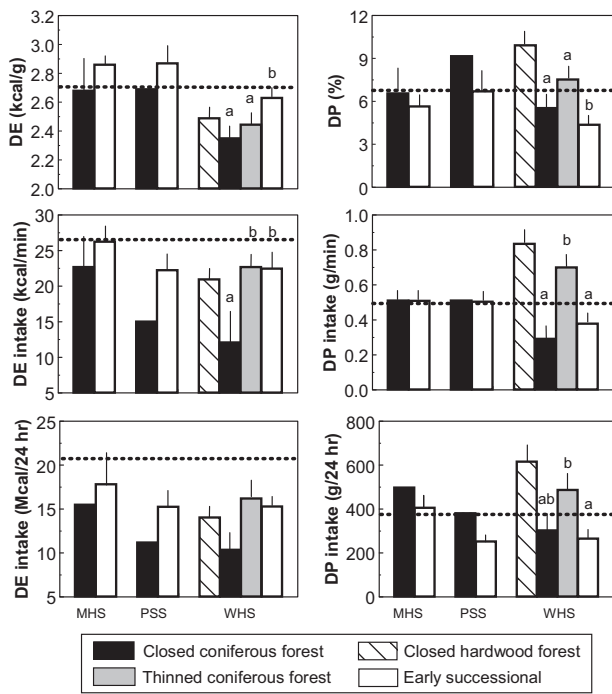 DE (kcal/g)
3.2
3.0
2.8
2.6
2.4
2.2
2.0
a
a
b
DP (%)
12
9
6
3
0
a
a
b
DE intake (kcal/min)
30
25
20
15
10
5
a
b
b
DP intake (g/min)
1.0
0.8
0.6
0.4
0.2
0.0
a
b
a
DE intake (Mcal/24 hr)
25
20
15
10
5
MHS PSS WHS
DP intake (g/24 hr)
800
600
400
200
0
ab
b
a
MHS PSS WHS
Closed coniferous forest
Closed hardwood forest
Thinned coniferous forest
Early successional